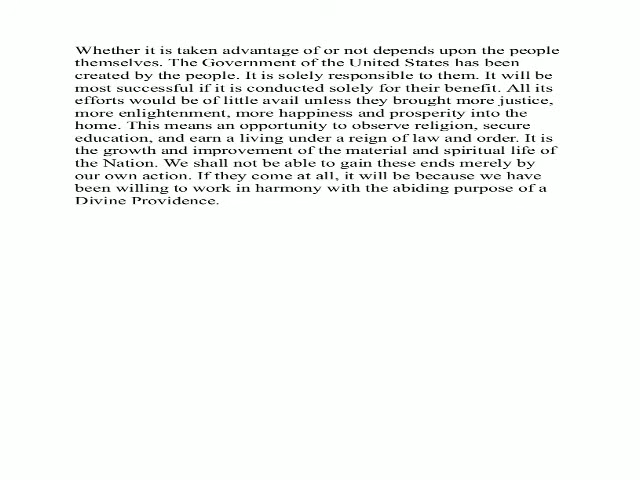 Whether it is taken advantage of or not depends upon the people
themselves. The Government of the United States has been
created by the people. It is solely responsible to them. It will be
most successful if it is conducted solely for their benefit. All its
efforts would be of little avail unless they brought more justice,
more enlightenment, more happiness and prosperity into the
home. This means an opportunity to observe religion, secure
education, and earn a living under a reign of law and order. It is
the growth and improvement of the material and spiritual life of
the Nation. We shall not be able to gain these ends merely by
our own action. If they come at all, it will be because we have
been willing to work in harmony with the abiding purpose of a
Divine Providence.